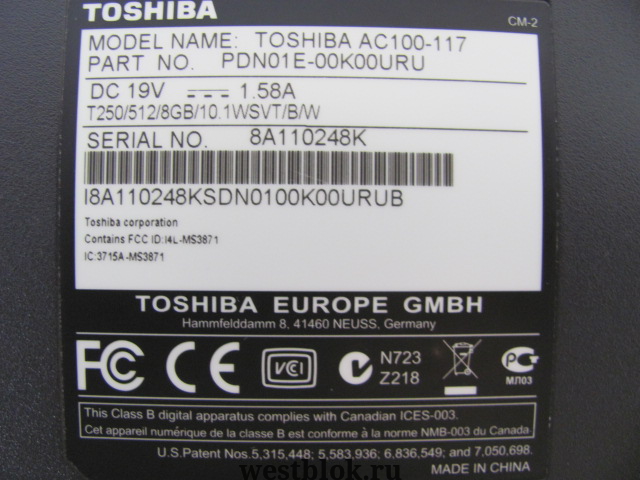 TOSHIBA
CM-2
MODEL NAME: TOSHIBA AC100-117
PART NO. PDN01E-00K00URU
DC 19V 1.58A
T250/512/8GB/10.1WSVT/B/W
SERIAL NO. 8A110248K
I8A110248KSDN0100K00URUB
Toshiba corporation
Contains FCC ID:I4L-MS3871
IC:3715A-MS3871
TOSHIBA EUROPE GMBH
Hammfelddamm 8, 41460 NEUSS, Germany
FC CE VCI N723
Z218
МЛ03
This Class B digital apparatus complies with Canadian ICES-003.
Cet appareil numérique de la classe B est conforme à la norme NMB-003 du Canada
U.S.Patent Nos.5,315,448; 5,583,936; 6,836,549; and 7,050,698.
MADE IN CHINA
westblok.ru